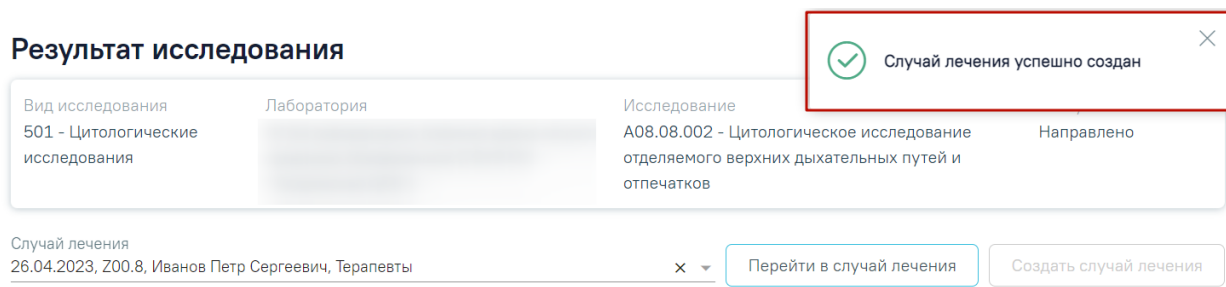 Результат исследования
Случай лечения успешно создан
Вид исследования
501 - Цитологические
исследования
Лаборатория
Исследование
A08.08.002 - Цитологическое исследование
отделяемого верхних дыхательных путей и
отпечатков
Направлено
Случай лечения
26.04.2023, Z00.8, Иванов Петр Сергеевич, Терапевты
Перейти в случай лечения
Создать случай лечения